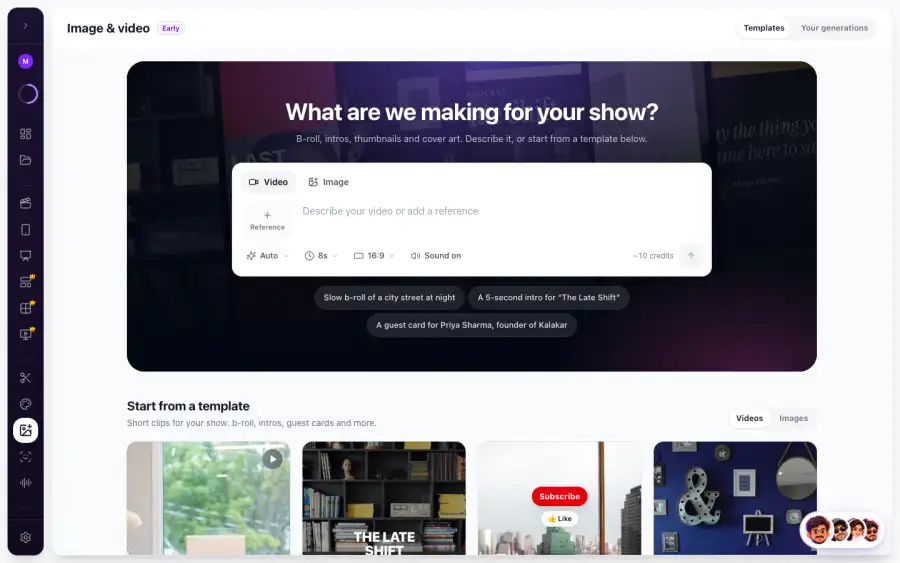 Image & video
Early
Templates
Your generations
M
What are we making for your show?
B-roll, intros, thumbnails and cover art. Describe it, or start from a template below.
Video
Image
+
Reference
Describe your video or add a reference
Auto
8s
16:9
Sound on
~10 credits
Slow b-roll of a city street at night
A 5-second intro for "The Late Shift"
A guest card for Priya Sharma, founder of Kalakar
Start from a template
Short clips for your show: b-roll, intros, guest cards and more.
Videos
Images
THE LATE
SHIFT
Subscribe
👍 Like
&